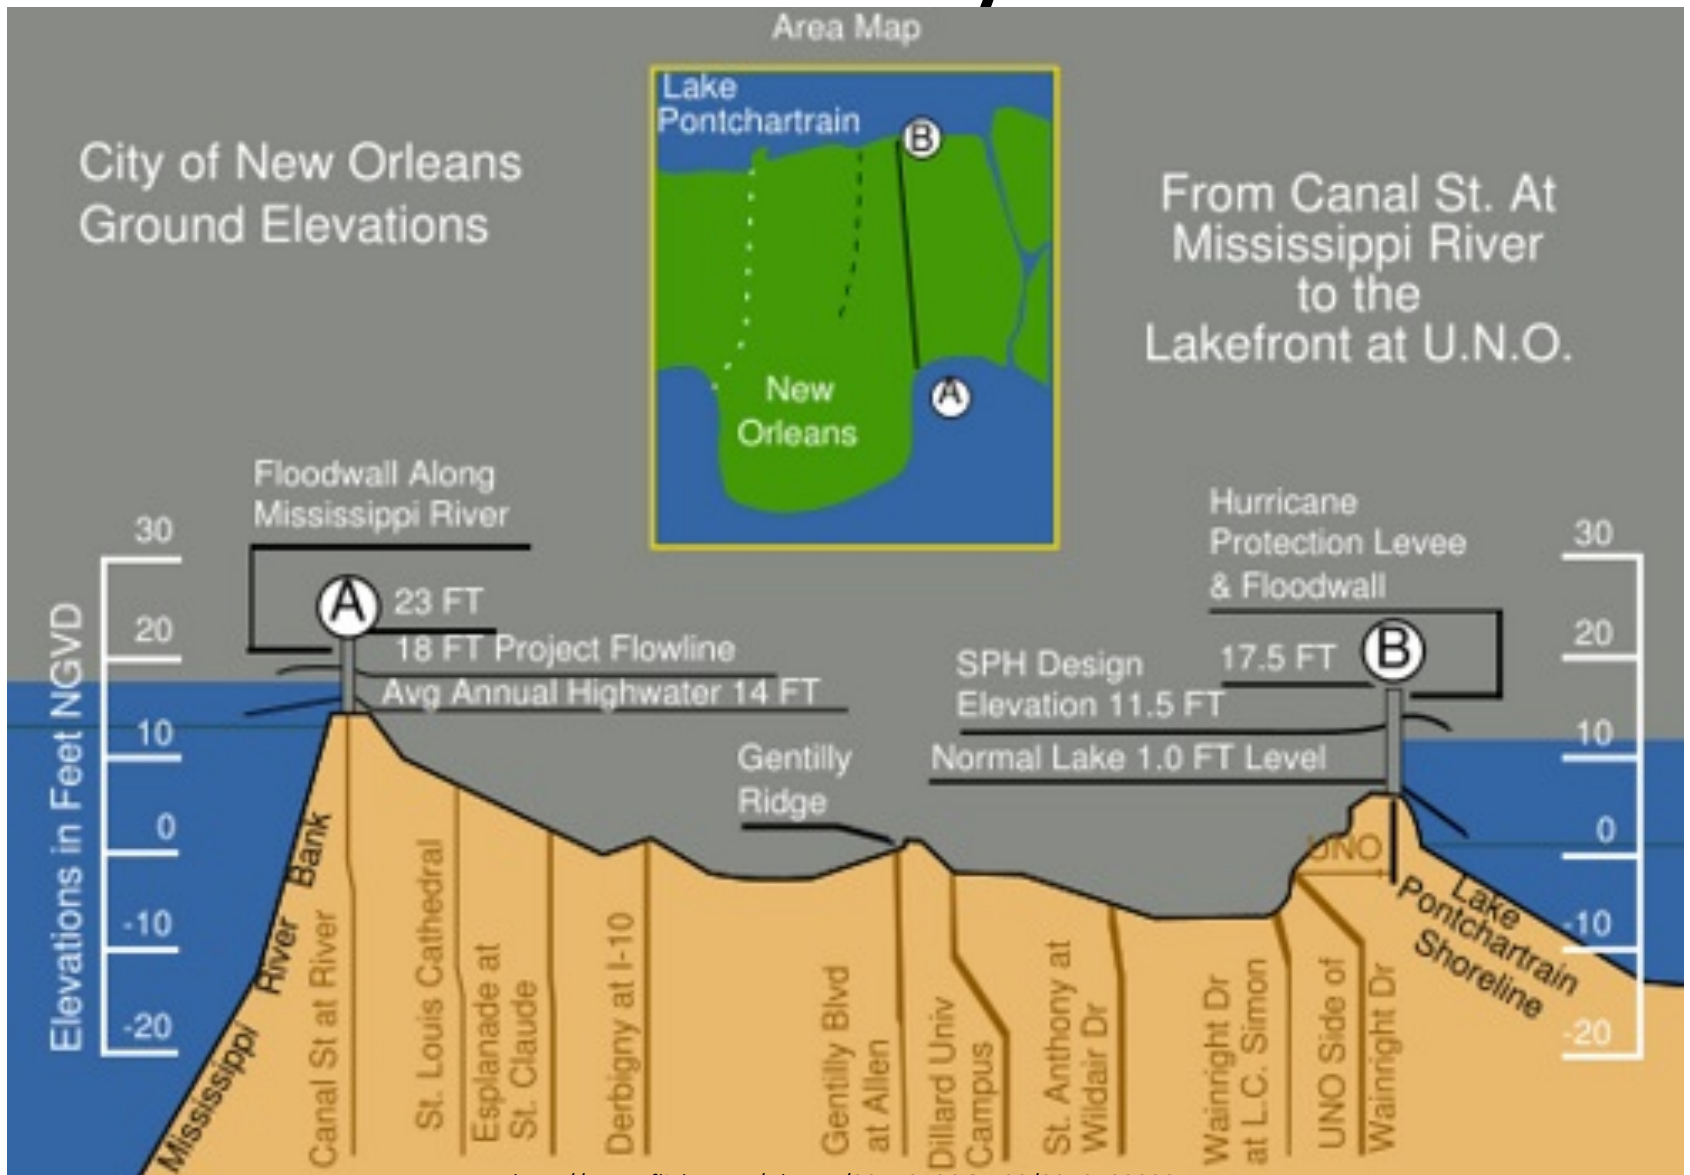 Area Map
Lake
Pontchartrain
B
City of New Orleans
Ground Elevations
From Canal St. At
Mississippi River
to the
Lakefront at U.N.O.
New
Orleans
A
Floodwall Along
Mississippi River
Hurricane
Protection Levee
& Floodwall
30
20
10
0
-10
-20
Elevations in Feet NGVD
A
23 FT
18 FT Project Flowline
Avg Annual Highwater 14 FT
SPH Design
Elevation 11.5 FT
17.5 FT
B
Normal Lake 1.0 FT Level
Gentilly
Ridge
30
20
10
0
-10
-20
UNO
Mississippi River Bank
Canal St at River
St. Louis Cathedral
Esplanade at
St. Claude
Derbigny at I-10
Gentilly Blvd
at Allen
Dillard Univ
Campus
St. Anthony at
Wildair Dr
Wainright Dr
at L.C. Simon
UNO Side of
Wainright Dr
Lake
Pontchartrain
Shoreline